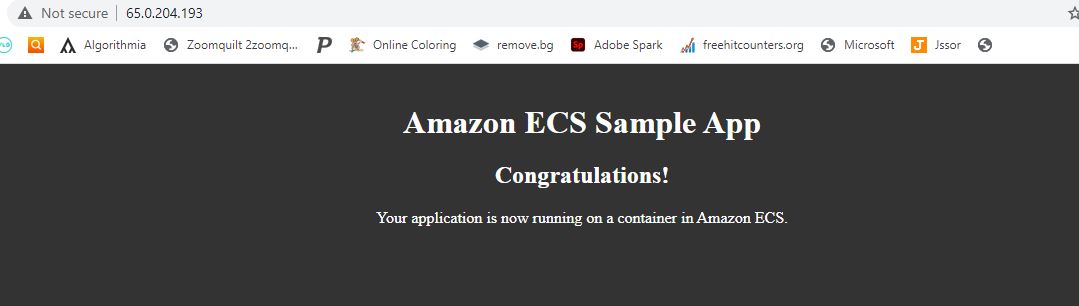 Not secure 65.0.204.193
Algorithmia Zoomquilt 2zoomq... Online Coloring remove.bg Sp Adobe Spark freehitcounters.org Microsoft J Jssor
Amazon ECS Sample App
Congratulations!
Your application is now running on a container in Amazon ECS.